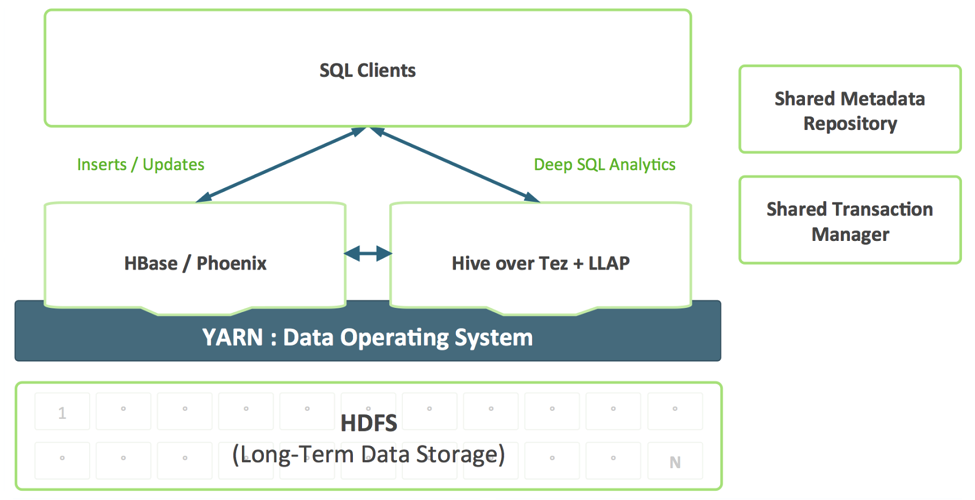 SQL Clients
Shared Metadata
Repository
Inserts / Updates
Deep SQL Analytics
Shared Transaction
Manager
HBase / Phoenix
Hive over Tez + LLAP
YARN : Data Operating System
1
HDFS
(Long-Term Data Storage)
N